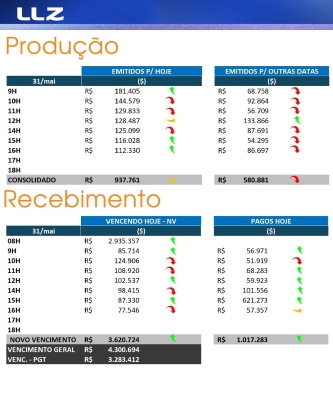 LLZ
Produção
EMITIDOS P/ HOJE EMITIDOS P/ OUTRAS DATAS
31/mai ($) ($)
9H R$ 181.405 R$ 68.758
10H R$ 144.579 R$ 92.864
11H R$ 129.833 R$ 56.709
12H R$ 128.487 R$ 133.866
14H R$ 125.099 R$ 87.691
15H R$ 116.028 R$ 54.295
16H R$ 112.330 R$ 86.697
17H
18H
CONSOLIDADO R$ 937.761 R$ 580.881
Recebimento
VENCENDO HOJE - NV PAGOS HOJE
31/mai ($) ($)
08H R$ 2.935.357
9H R$ 85.714 R$ 56.971
10H R$ 124.906 R$ 51.919
11H R$ 108.920 R$ 68.283
12H R$ 102.537 R$ 59.923
14H R$ 98.415 R$ 101.556
15H R$ 87.330 R$ 621.273
16H R$ 77.546 R$ 57.357
17H
18H
NOVO VENCIMENTO R$ 3.620.724 R$ 1.017.283
VENCIMENTO GERAL R$ 4.300.694
VENC. - PGT R$ 3.283.412